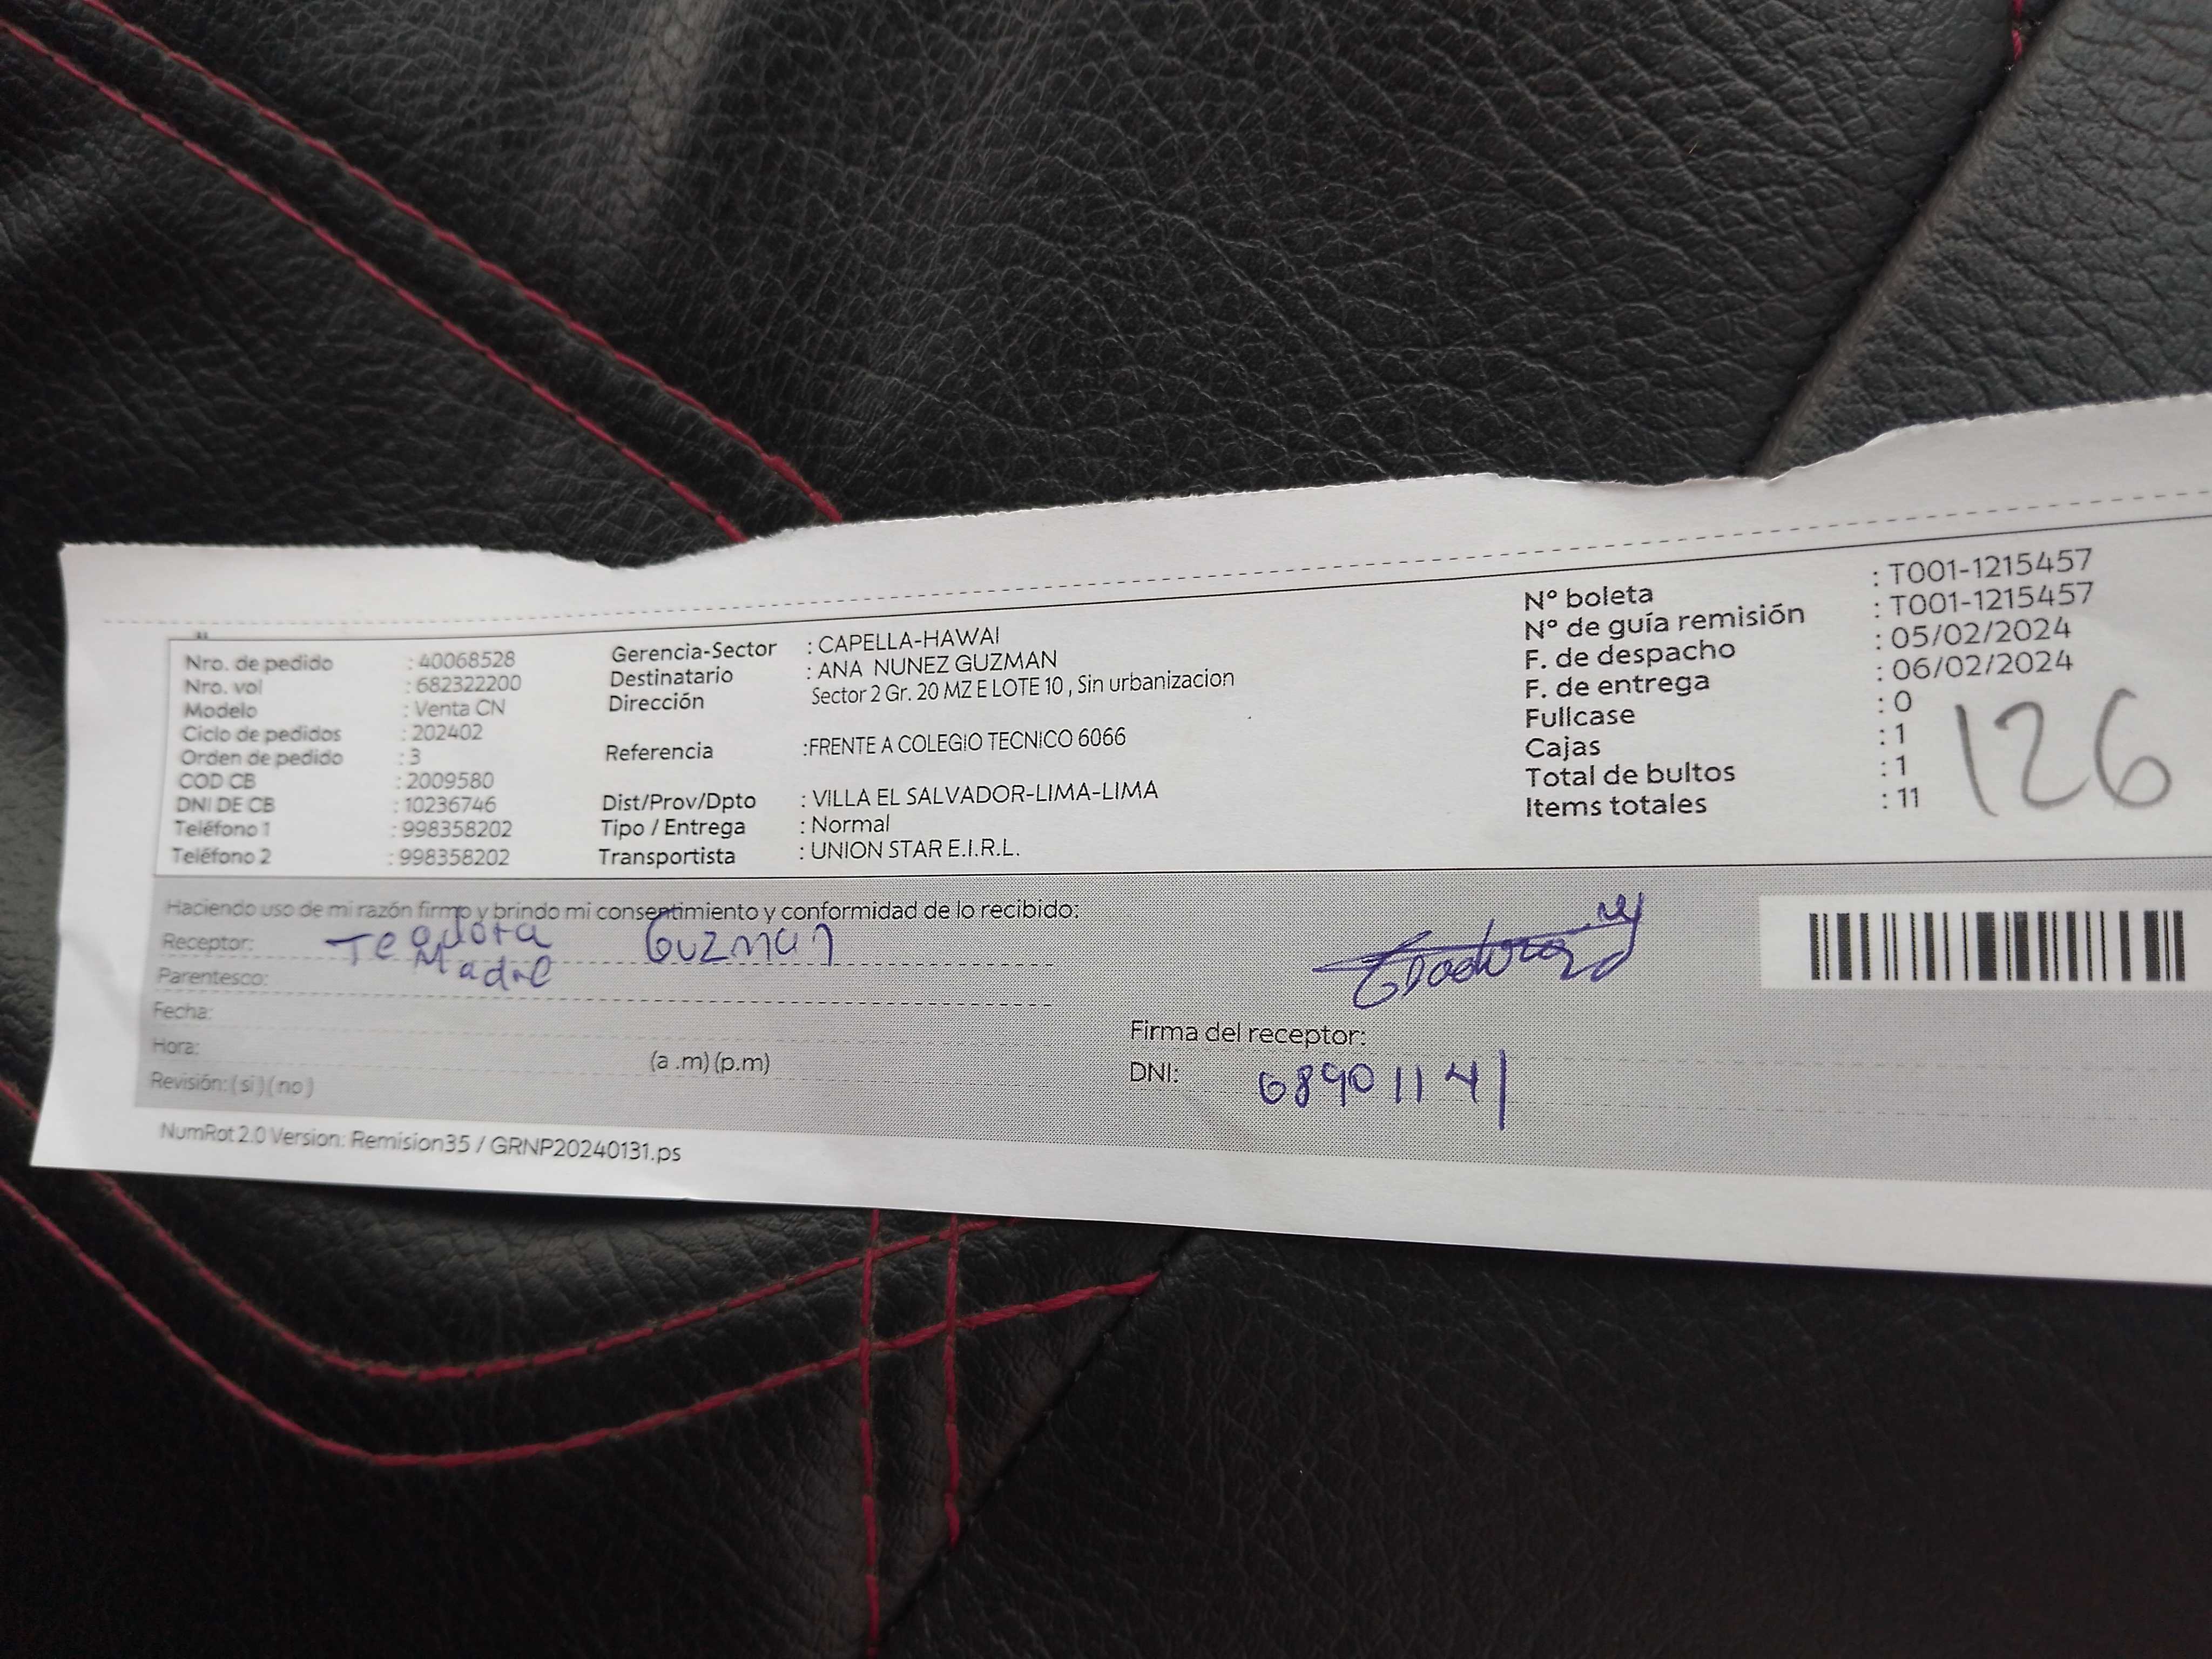 Nro. de pedido : 40068528
Nro. vol : 682322200
Modelo : Venta CN
Ciclo de pedidos : 202402
Orden de pedido : 3
COD CB : 2009580
DNI DE CB : 10236746
Teléfono 1 : 998358202
Teléfono 2 : 998358202
Gerencia-Sector : CAPELLA-HAWAI
Destinatario : ANA NUNEZ GUZMAN
Dirección Sector 2 Gr. 20 MZ E LOTE 10 , Sin urbanizacion
Referencia :FRENTE A COLEGIO TECNICO 6066
Dist/Prov/Dpto : VILLA EL SALVADOR-LIMA-LIMA
Tipo / Entrega : Normal
Transportista : UNION STAR E.I.R.L.
Nº boleta : T001-1215457
Nº de guía remisión : T001-1215457
F. de despacho : 05/02/2024
F. de entrega : 06/02/2024
Fullcase : 0
Cajas : 1
Total de bultos : 1
Items totales : 11
126
Haciendo uso de mi razón firmo y brindo mi consentimiento y conformidad de lo recibido:
Receptor: Teodora Guzman
Parentesco: Madre
Fecha:
Hora: (a .m) (p.m)
Revisión: ( si ) ( no )
Firma del receptor:
DNI: 68901141
NumRot 2.0 Version: Remision35 / GRNP20240131.ps